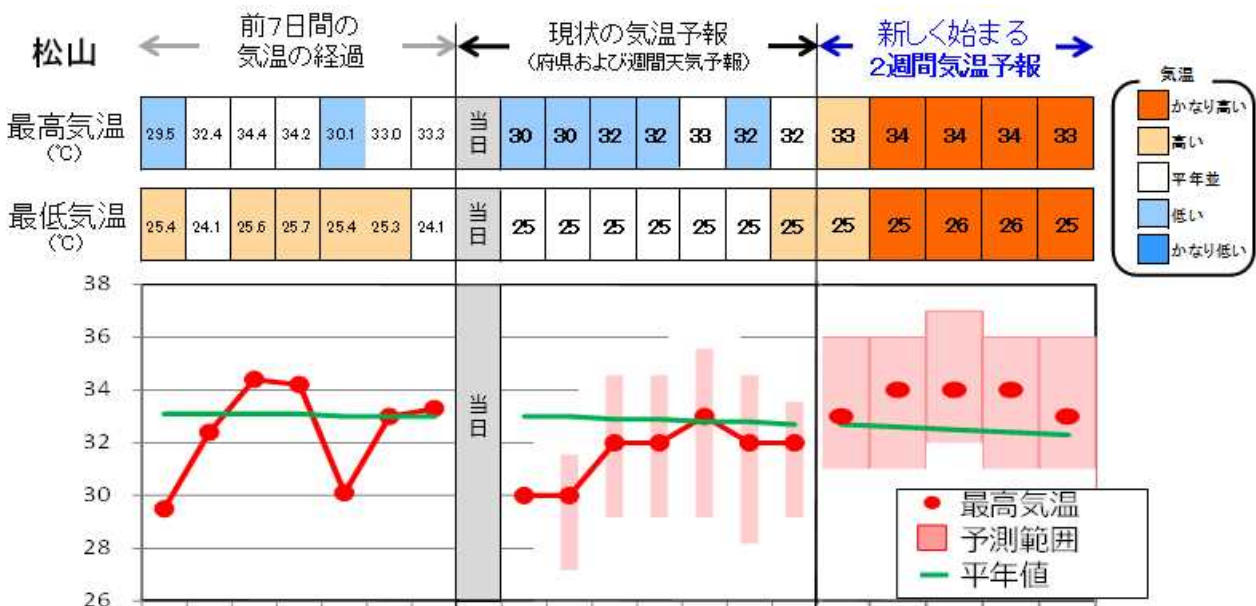 松山
前7日間の
気温の経過
現状の気温予報
(府県および週間天気予報)
新しく始まる
2週間気温予報
気温
かなり高い
高い
平年並
低い
かなり低い
最高気温
(℃)
29.5 32.4 34.4 34.2 30.1 33.0 33.3 当日 30 30 32 32 33 32 32 33 34 34 34 33
最低気温
(℃)
25.4 24.1 25.6 25.7 25.4 25.3 24.1 当日 25 25 25 25 25 25 25 25 25 26 26 25
38
36
34
32
30
28
26
当日
最高気温
予測範囲
平年値